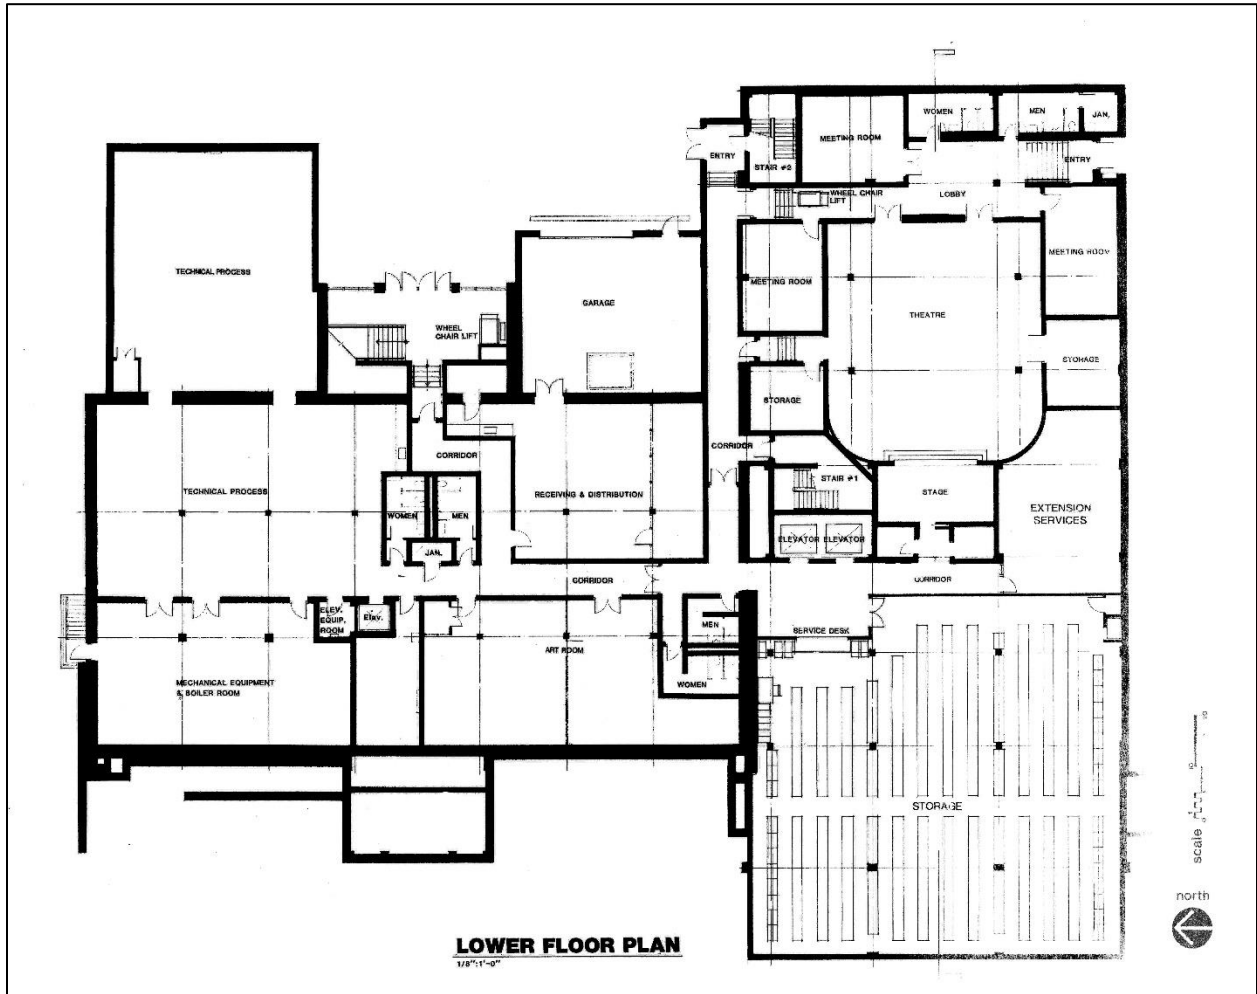 WOMEN
MEN
JAN.
MEETING ROOM
ENTRY
STAIR #2
ENTRY
WHEEL CHAIR
LIFT
LOBBY
TECHNICAL PROCESS
MEETING ROOM
MEETING ROOM
GARAGE
THEATRE
WHEEL
CHAIR LIFT
STORAGE
STORAGE
CORRIDOR
CORRIDOR
STAIR #1
TECHNICAL PROCESS
RECEIVING & DISTRIBUTION
STAGE
EXTENSION
SERVICES
WOMEN
MEN
ELEVATOR
ELEVATOR
JAN.
CORRIDOR
CORRIDOR
ELEV.
EQUIP.
ROOM
Elev.
MEN
SERVICE DESK
ART ROOM
MECHANICAL EQUIPMENT
& BOILER ROOM
WOMEN
STORAGE
scale
north
LOWER FLOOR PLAN
1/8":1'-0"